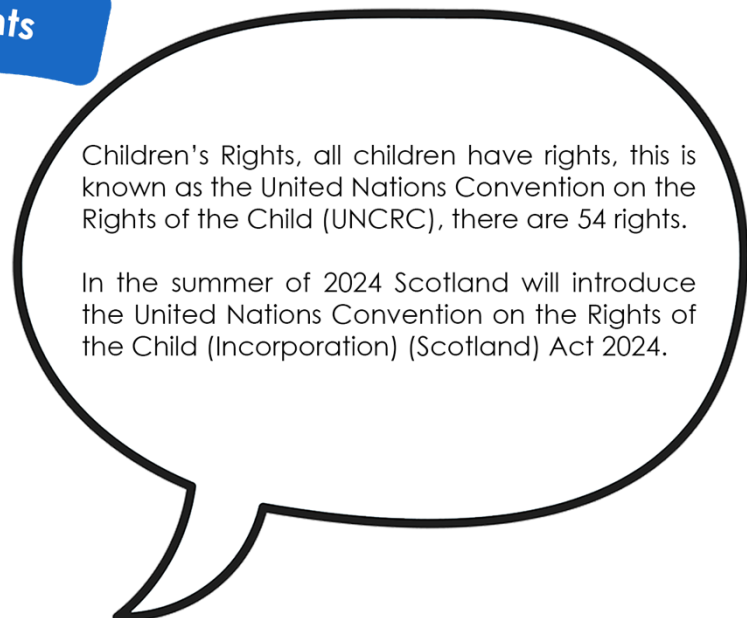 nts
Children’s Rights, all children have rights, this is
known as the United Nations Convention on the
Rights of the Child (UNCRC), there are 54 rights.
In the summer of 2024 Scotland will introduce
the United Nations Convention on the Rights of
the Child (Incorporation) (Scotland) Act 2024.